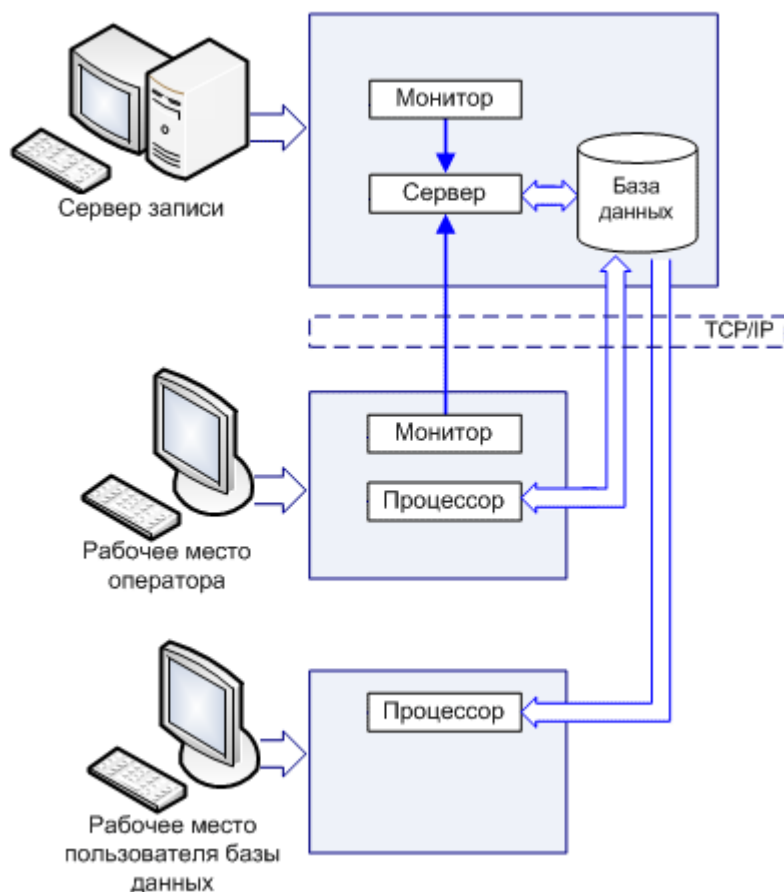 Монитор
Сервер
База
данных
Сервер записи
TCP/IP
Монитор
Процессор
Рабочее место
оператора
Процессор
Рабочее место
пользователя базы
данных